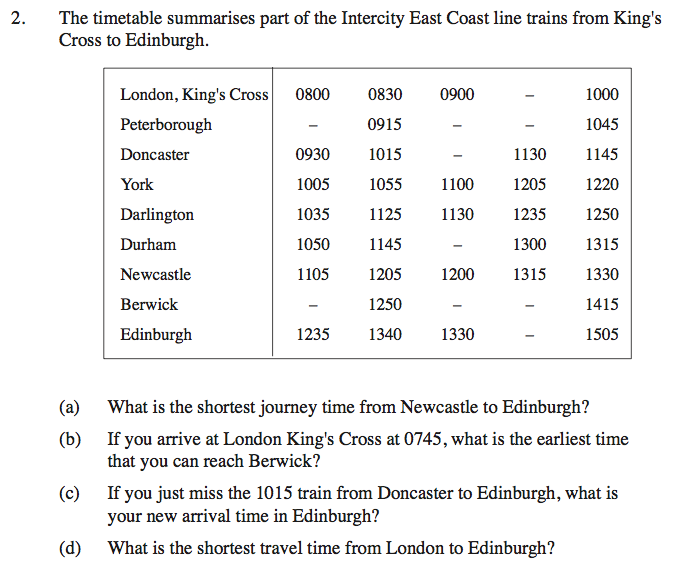 2. The timetable summarises part of the Intercity East Coast line trains from King's
Cross to Edinburgh.
London, King's Cross 0800 0830 0900 – 1000
Peterborough – 0915 – – 1045
Doncaster 0930 1015 – 1130 1145
York 1005 1055 1100 1205 1220
Darlington 1035 1125 1130 1235 1250
Durham 1050 1145 – 1300 1315
Newcastle 1105 1205 1200 1315 1330
Berwick – 1250 – – 1415
Edinburgh 1235 1340 1330 – 1505
(a) What is the shortest journey time from Newcastle to Edinburgh?
(b) If you arrive at London King's Cross at 0745, what is the earliest time
that you can reach Berwick?
(c) If you just miss the 1015 train from Doncaster to Edinburgh, what is
your new arrival time in Edinburgh?
(d) What is the shortest travel time from London to Edinburgh?